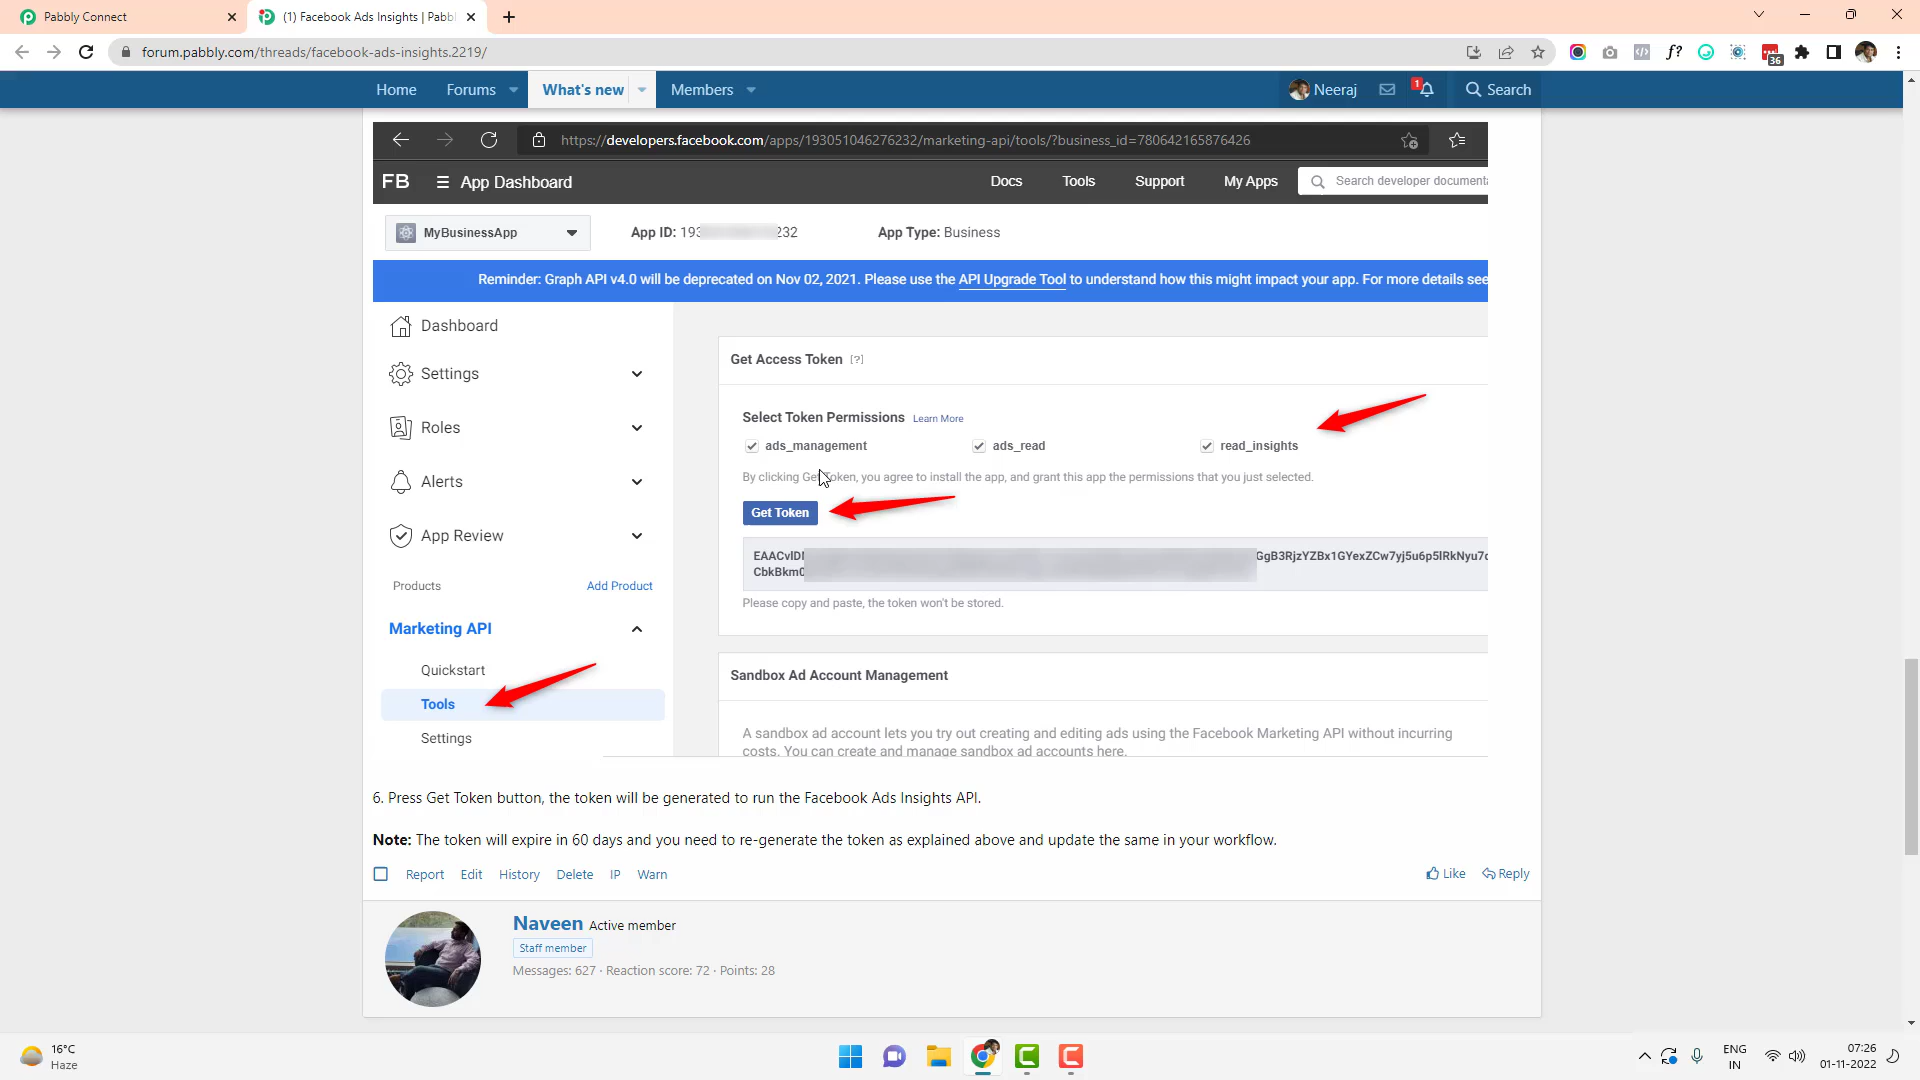 Pabbly Connect
(1) Facebook Ads Insights | Pabbl
forum.pabbly.com/threads/facebook-ads-insights.2219/
36
Home
Forums
What's new
Members
Neeraj
1
Search
https://developers.facebook.com/apps/193051046276232/marketing-api/tools/?business_id=780642165876426
FB
App Dashboard
Docs
Tools
Support
My Apps
Search developer documenta
MyBusinessApp
App ID: 193 232
App Type: Business
Reminder: Graph API v4.0 will be deprecated on Nov 02, 2021. Please use the API Upgrade Tool to understand how this might impact your app. For more details see
Dashboard
Settings
Roles
Alerts
App Review
Products
Add Product
Marketing API
Quickstart
Tools
Settings
Get Access Token [?]
Select Token Permissions Learn More
ads_management
ads_read
read_insights
By clicking Get Token, you agree to install the app, and grant this app the permissions that you just selected.
Get Token
Please copy and paste, the token won't be stored.
Sandbox Ad Account Management
A sandbox ad account lets you try out creating and editing ads using the Facebook Marketing API without incurring
costs. You can create and manage sandbox ad accounts here.
6. Press Get Token button, the token will be generated to run the Facebook Ads Insights API.
Note: The token will expire in 60 days and you need to re-generate the token as explained above and update the same in your workflow.
Report
Edit
History
Delete
IP
Warn
Like
Reply
Naveen Active member
Staff member
Messages: 627 · Reaction score: 72 · Points: 28
16°C
Haze
ENG
IN
07:26
01-11-2022